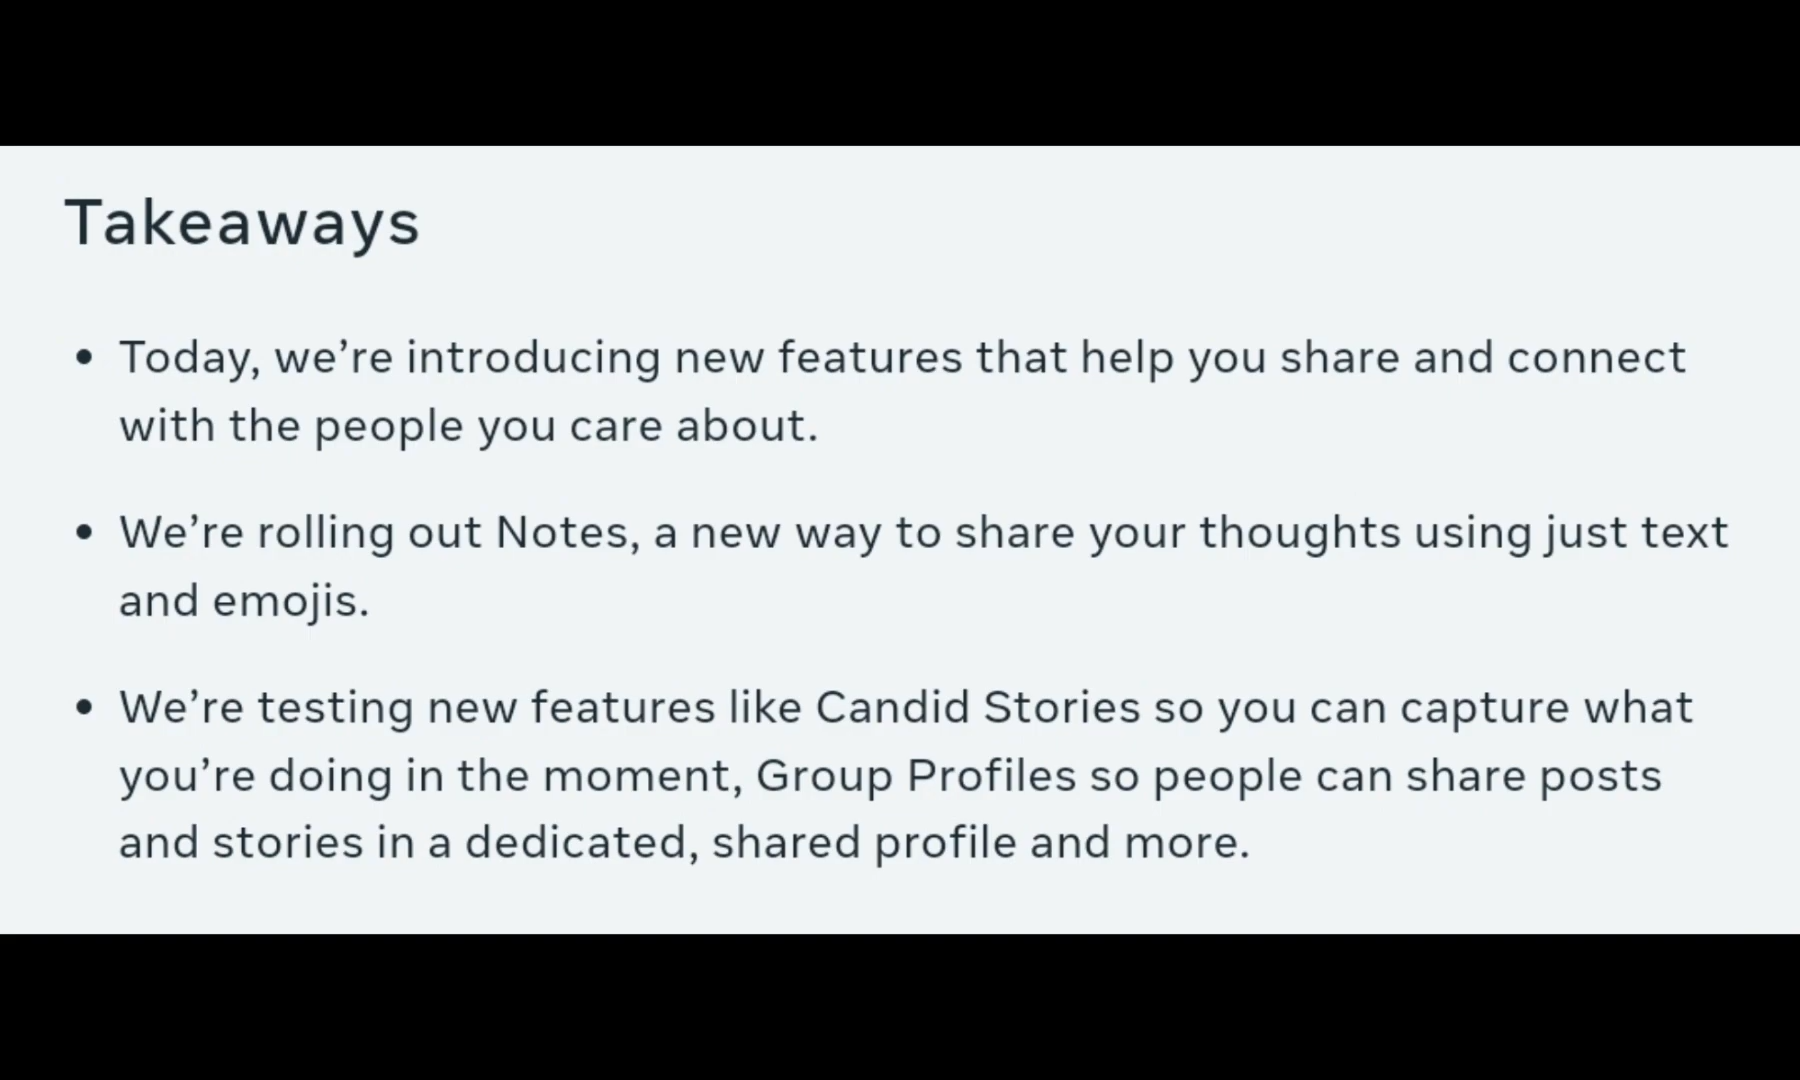 Takeaways
• Today, we’re introducing new features that help you share and connect
with the people you care about.
• We’re rolling out Notes, a new way to share your thoughts using just text
and emojis.
• We’re testing new features like Candid Stories so you can capture what
you’re doing in the moment, Group Profiles so people can share posts
and stories in a dedicated, shared profile and more.